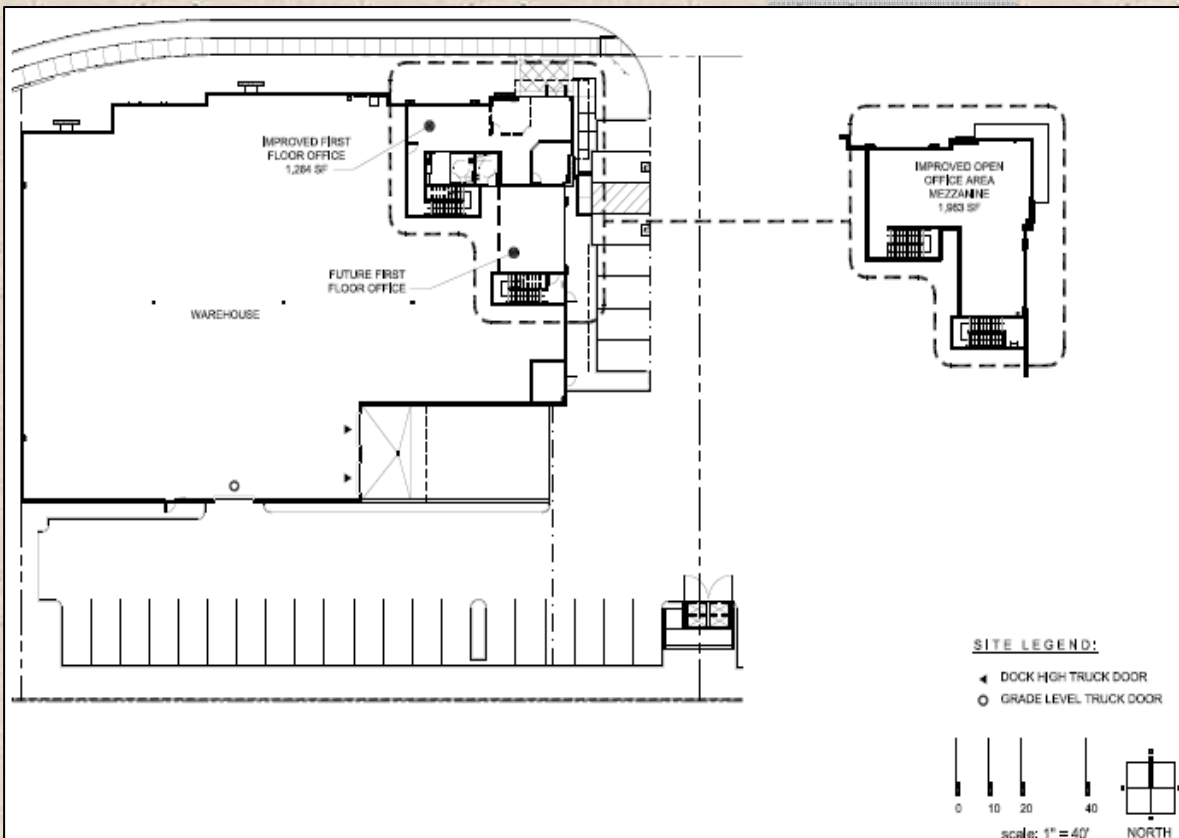 IMPROVED FIRST
FLOOR OFFICE
1,284 SF
FUTURE FIRST
FLOOR OFFICE
WAREHOUSE
IMPROVED OPEN
OFFICE AREA
MEZZANINE
1,963 SF
SITE LEGEND:
DOCK HIGH TRUCK DOOR
GRADE LEVEL TRUCK DOOR
0 10 20 40
scale: 1" = 40'
NORTH